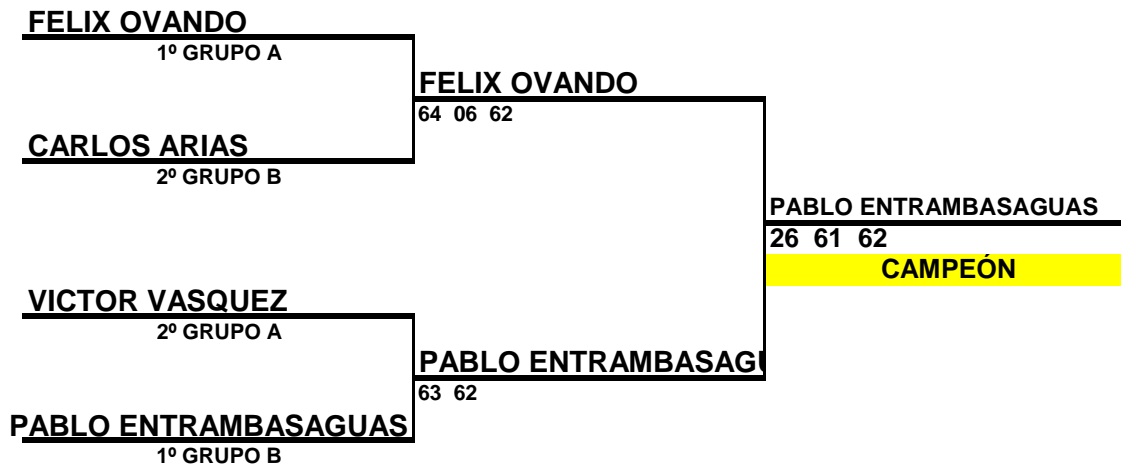 FELIX OVANDO
1º GRUPO A
FELIX OVANDO
64 06 62
CARLOS ARIAS
2º GRUPO B
PABLO ENTRAMBASAGUAS
26 61 62
CAMPEÓN
VICTOR VASQUEZ
2º GRUPO A
PABLO ENTRAMBASAGU
63 62
PABLO ENTRAMBASAGUAS
1º GRUPO B